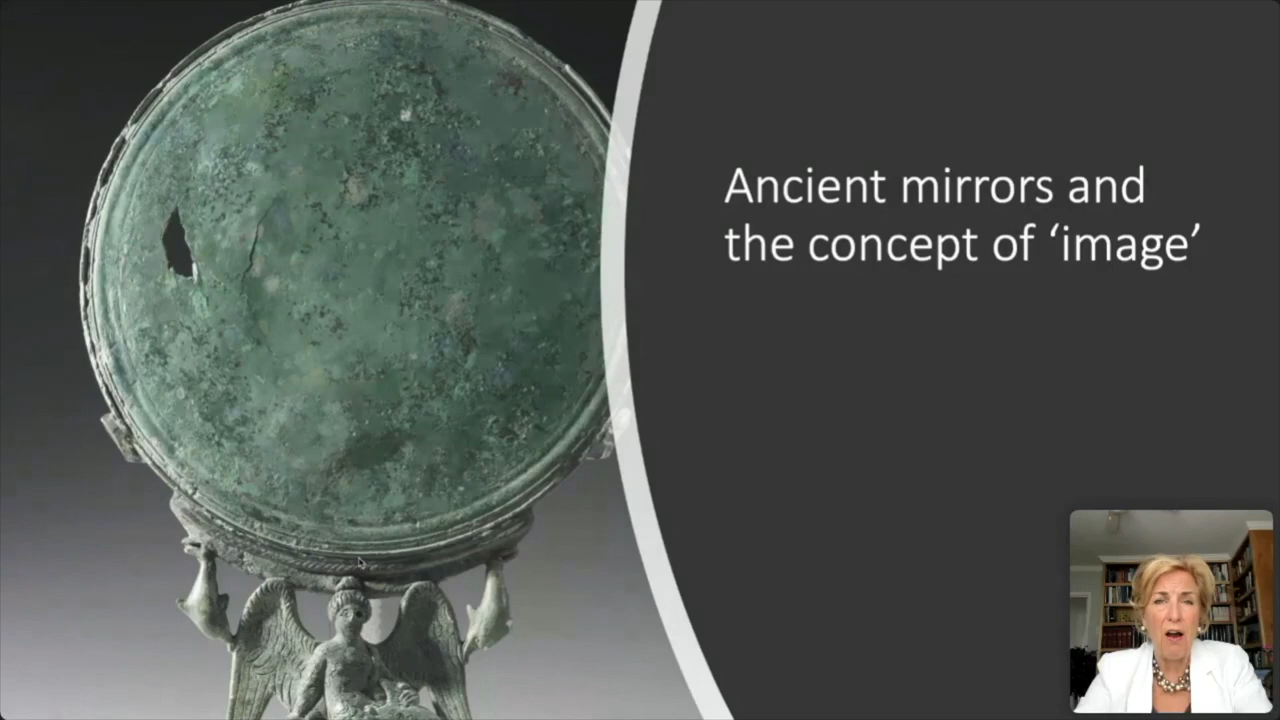 Ancient mirrors and
the concept of ‘image’